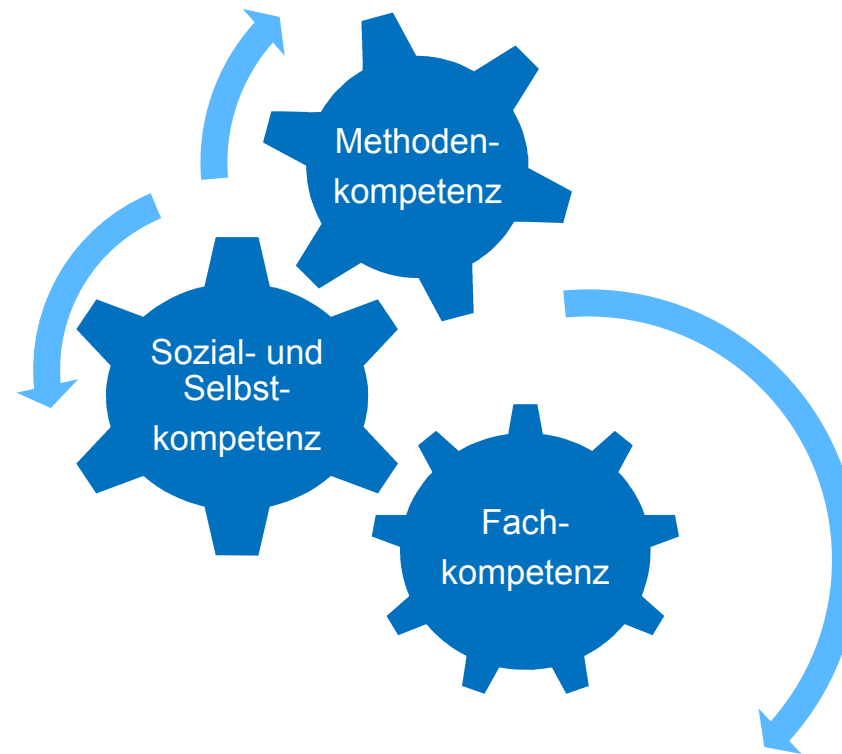 Methoden-
kompetenz
Sozial- und
Selbst-
kompetenz
Fach-
kompetenz